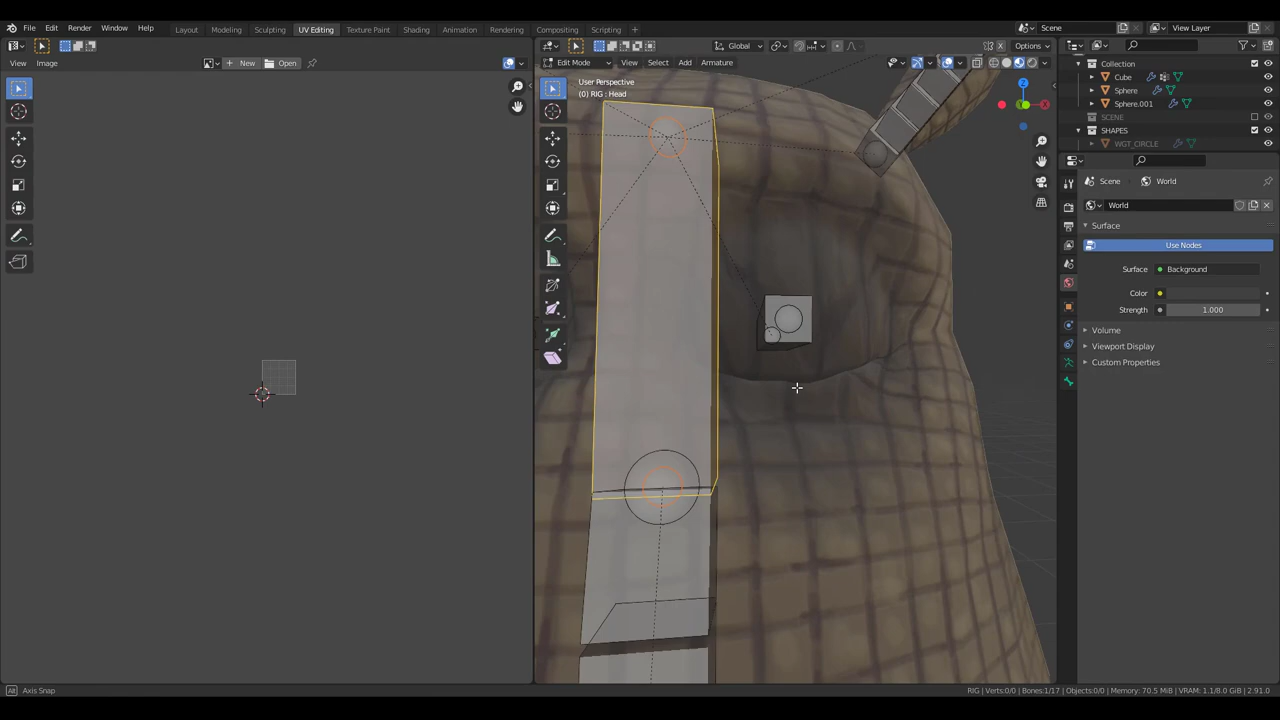 File Edit Render Window Help Layout Modeling Sculpting UV Editing Texture Paint Shading Animation Rendering Compositing Scripting + Scene View Layer
View Image New Open Global Options
Edit Mode View Select Add Armature
User Perspective
(0) RIG : Head
Z
Collection
Cube
Sphere
Sphere.001
SCENE
SHAPES
WGT_CIRCLE
Scene World
World
Surface
Use Nodes
Surface Background
Color
Strength 1.000
Volume
Viewport Display
Custom Properties
Alt Axis Snap RIG | Verts:0/0 | Bones:1/17 | Objects:0/0 | Memory: 70.5 MiB | VRAM: 1.1/8.0 GiB | 2.91.0